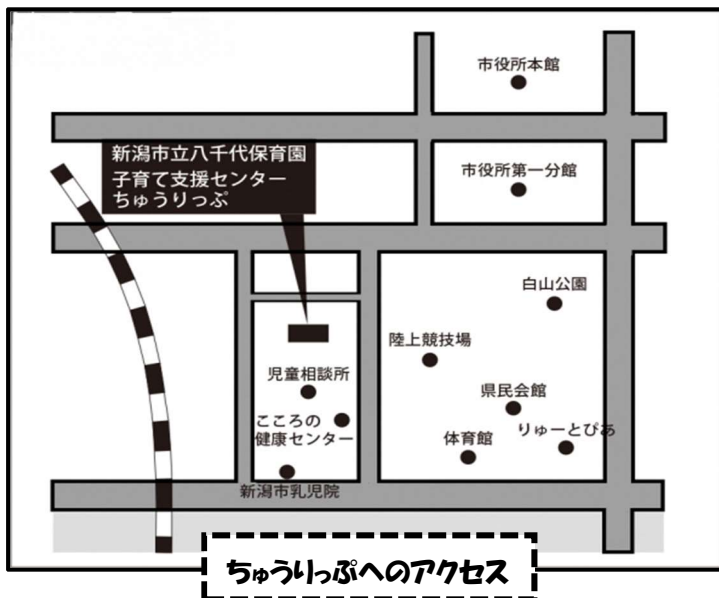 市役所本館
新潟市立八千代保育園
子育て支援センター
ちゅうりっぷ
市役所第一分館
白山公園
陸上競技場
児童相談所
県民会館
こころの
健康センター
りゅーとぴあ
体育館
新潟市乳児院
ちゅうりっぷへのアクセス